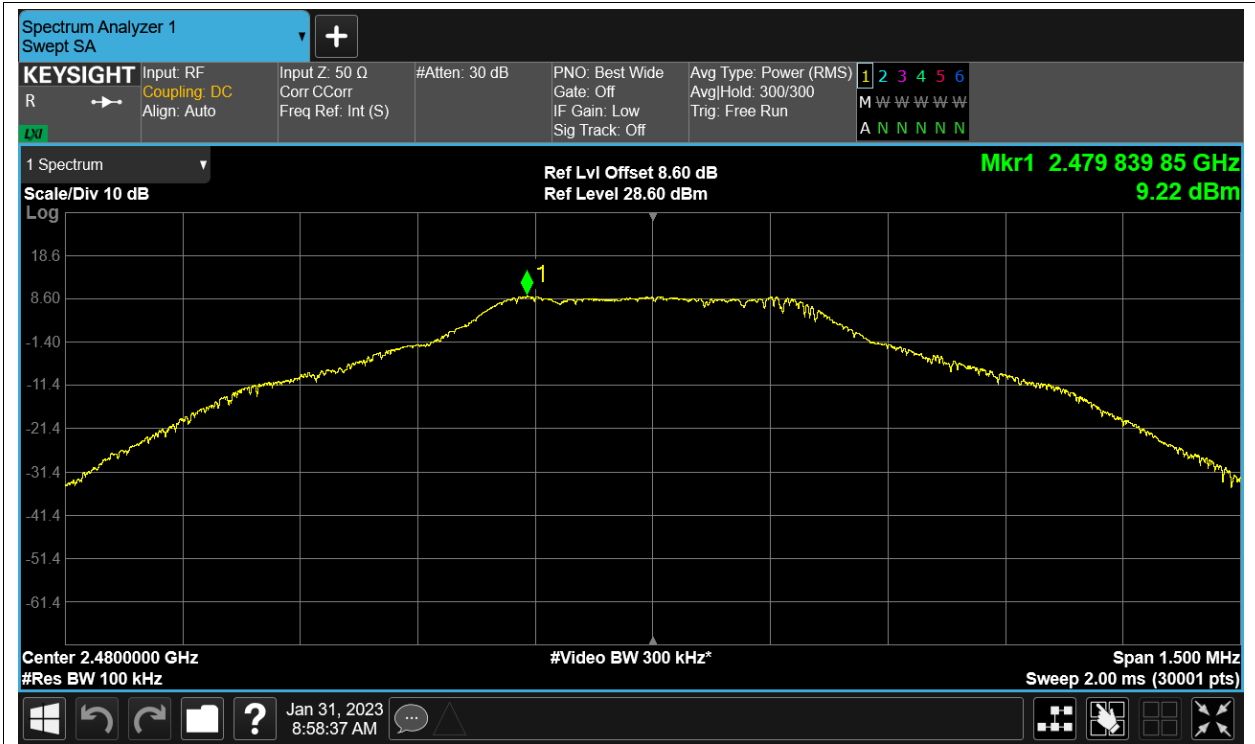 Spectrum Analyzer 1
Swept SA
KEYSIGHT
R
LXI
Input: RF
Coupling: DC
Align: Auto
Input Z: 50 Ω
Corr CCorr
Freq Ref: Int (S)
#Atten: 30 dB
PNO: Best Wide
Gate: Off
IF Gain: Low
Sig Track: Off
Avg Type: Power (RMS)
Avg|Hold: 300/300
Trig: Free Run
1 2 3 4 5 6
M W W W W W
A N N N N N
1 Spectrum
Scale/Div 10 dB
Log
Ref Lvl Offset 8.60 dB
Ref Level 28.60 dBm
Mkr1 2.479 839 85 GHz
9.22 dBm
18.6
8.60
-1.40
-11.4
-21.4
-31.4
-41.4
-51.4
-61.4
1
Center 2.4800000 GHz
#Res BW 100 kHz
#Video BW 300 kHz*
Span 1.500 MHz
Sweep 2.00 ms (30001 pts)
?
Jan 31, 2023
8:58:37 AM